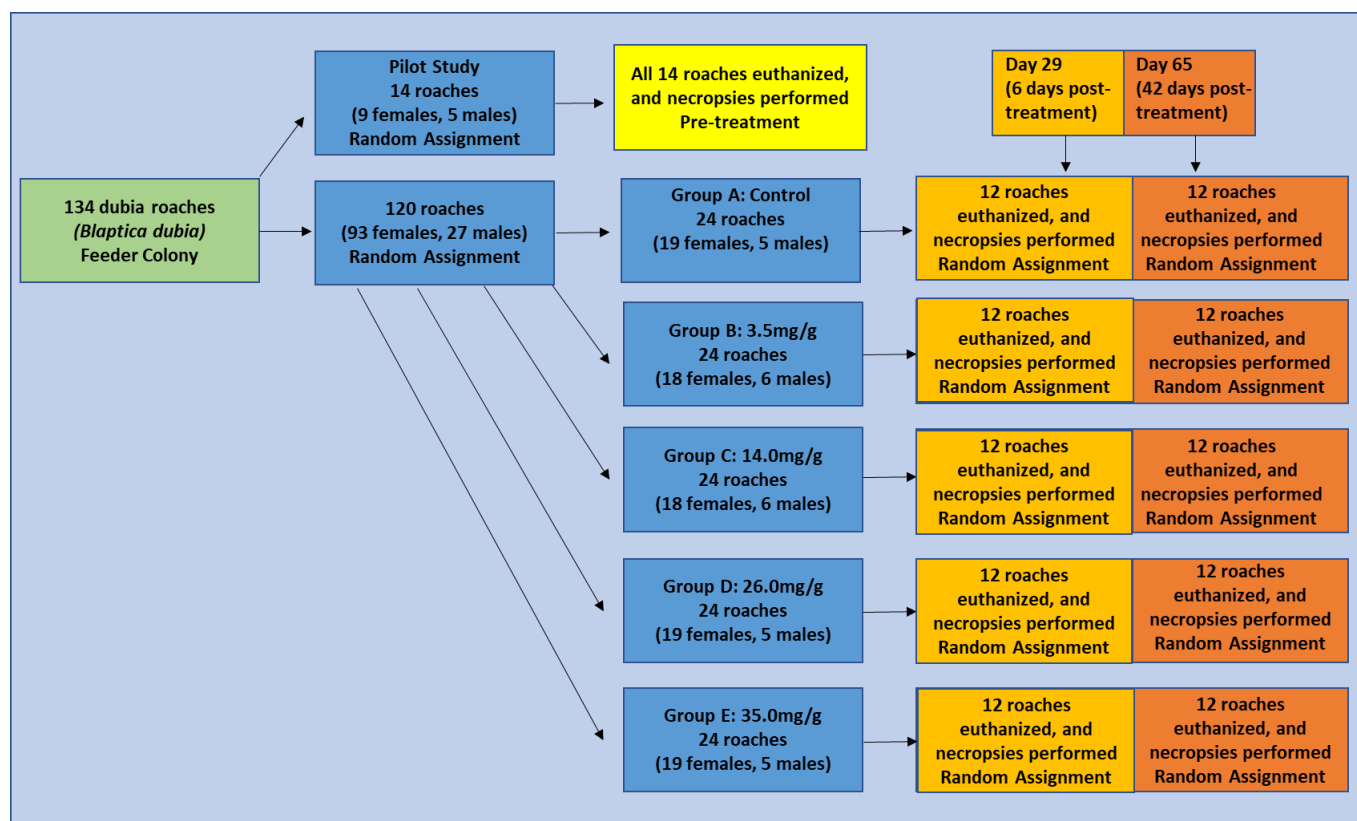 Pilot Study
14 roaches
(9 females, 5 males)
Random Assignment
All 14 roaches euthanized,
and necropsies performed
Pre-treatment
Day 29
(6 days post-
treatment)
Day 65
(42 days post-
treatment)
134 dubia roaches
(Blaptica dubia)
Feeder Colony
120 roaches
(93 females, 27 males)
Random Assignment
Group A: Control
24 roaches
(19 females, 5 males)
12 roaches
euthanized, and
necropsies performed
Random Assignment
12 roaches
euthanized, and
necropsies performed
Random Assignment
Group B: 3.5mg/g
24 roaches
(18 females, 6 males)
12 roaches
euthanized, and
necropsies performed
Random Assignment
12 roaches
euthanized, and
necropsies performed
Random Assignment
Group C: 14.0mg/g
24 roaches
(18 females, 6 males)
12 roaches
euthanized, and
necropsies performed
Random Assignment
12 roaches
euthanized, and
necropsies performed
Random Assignment
Group D: 26.0mg/g
24 roaches
(19 females, 5 males)
12 roaches
euthanized, and
necropsies performed
Random Assignment
12 roaches
euthanized, and
necropsies performed
Random Assignment
Group E: 35.0mg/g
24 roaches
(19 females, 5 males)
12 roaches
euthanized, and
necropsies performed
Random Assignment
12 roaches
euthanized, and
necropsies performed
Random Assignment